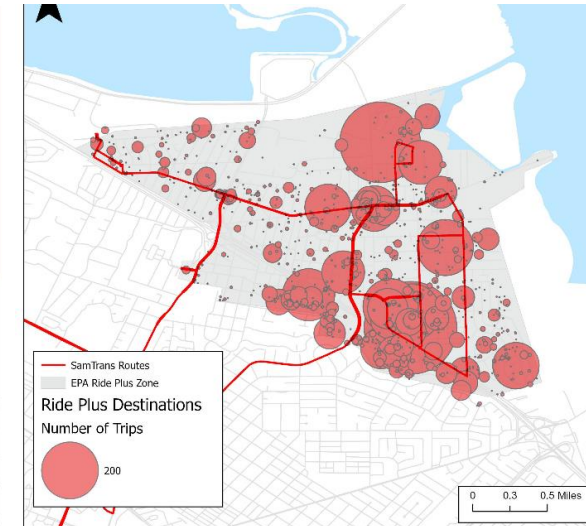 SamTrans Routes
EPA Ride Plus Zone
Ride Plus Destinations
Number of Trips
200
0 0.3 0.5 Miles